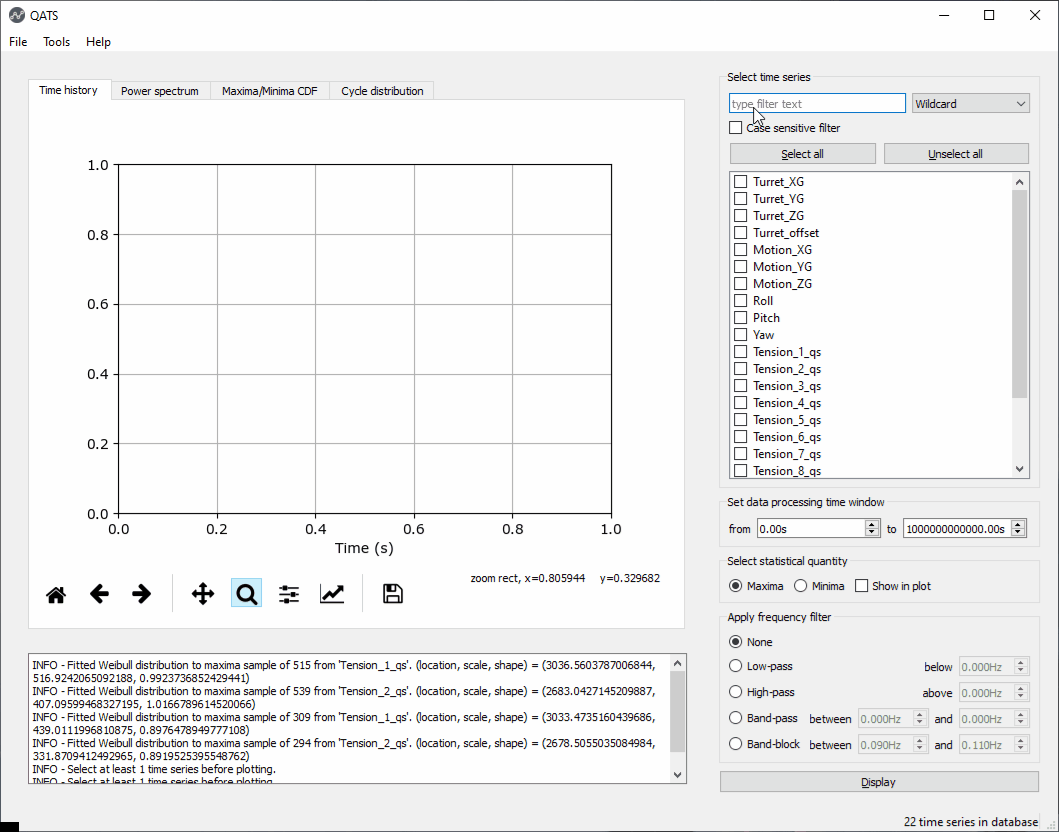 QATS
File Tools Help
Time history Power spectrum Maxima/Minima CDF Cycle distribution
1.0
0.8
0.6
0.4
0.2
0.0
0.0 0.2 0.4 0.6 0.8 1.0
Time (s)
zoom rect, x=0.805944 y=0.329682
INFO - Fitted Weibull distribution to maxima sample of 515 from 'Tension_1_qs'. (location, scale, shape) = (3036.5603787006844,
516.9242065092188, 0.9923736852429441)
INFO - Fitted Weibull distribution to maxima sample of 539 from 'Tension_2_qs'. (location, scale, shape) = (2683.0427145209887,
407.09599468327195, 1.0166789614520066)
INFO - Fitted Weibull distribution to maxima sample of 309 from 'Tension_1_qs'. (location, scale, shape) = (3033.4735160439686,
439.0111996810875, 0.8976478949777108)
INFO - Fitted Weibull distribution to maxima sample of 294 from 'Tension_2_qs'. (location, scale, shape) = (2678.5055035084984,
331.8709412492965, 0.8919525395548762)
INFO - Select at least 1 time series before plotting.
INFO - Select at least 1 time series before plotting.
Select time series
type filter text Wildcard
Case sensitive filter
Select all Unselect all
Turret_XG
Turret_YG
Turret_ZG
Turret_offset
Motion_XG
Motion_YG
Motion_ZG
Roll
Pitch
Yaw
Tension_1_qs
Tension_2_qs
Tension_3_qs
Tension_4_qs
Tension_5_qs
Tension_6_qs
Tension_7_qs
Tension_8_qs
Set data processing time window
from 0.00s to 1000000000000.00s
Select statistical quantity
Maxima Minima Show in plot
Apply frequency filter
None
Low-pass below 0.000Hz
High-pass above 0.000Hz
Band-pass between 0.000Hz and 0.000Hz
Band-block between 0.090Hz and 0.110Hz
Display
22 time series in database